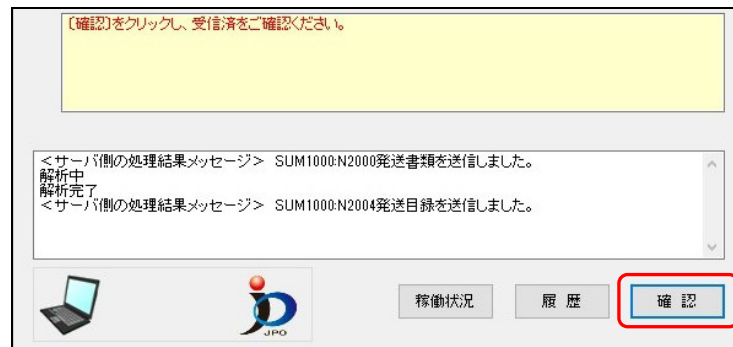 〔確認〕をクリックし、受信済をご確認ください。
<サーバ側の処理結果メッセージ> SUM1000:N2000発送書類を送信しました。
解析中
解析完了
<サーバ側の処理結果メッセージ> SUM1000:N2004発送目録を送信しました。
JPO
稼働状況 履 歴 確 認